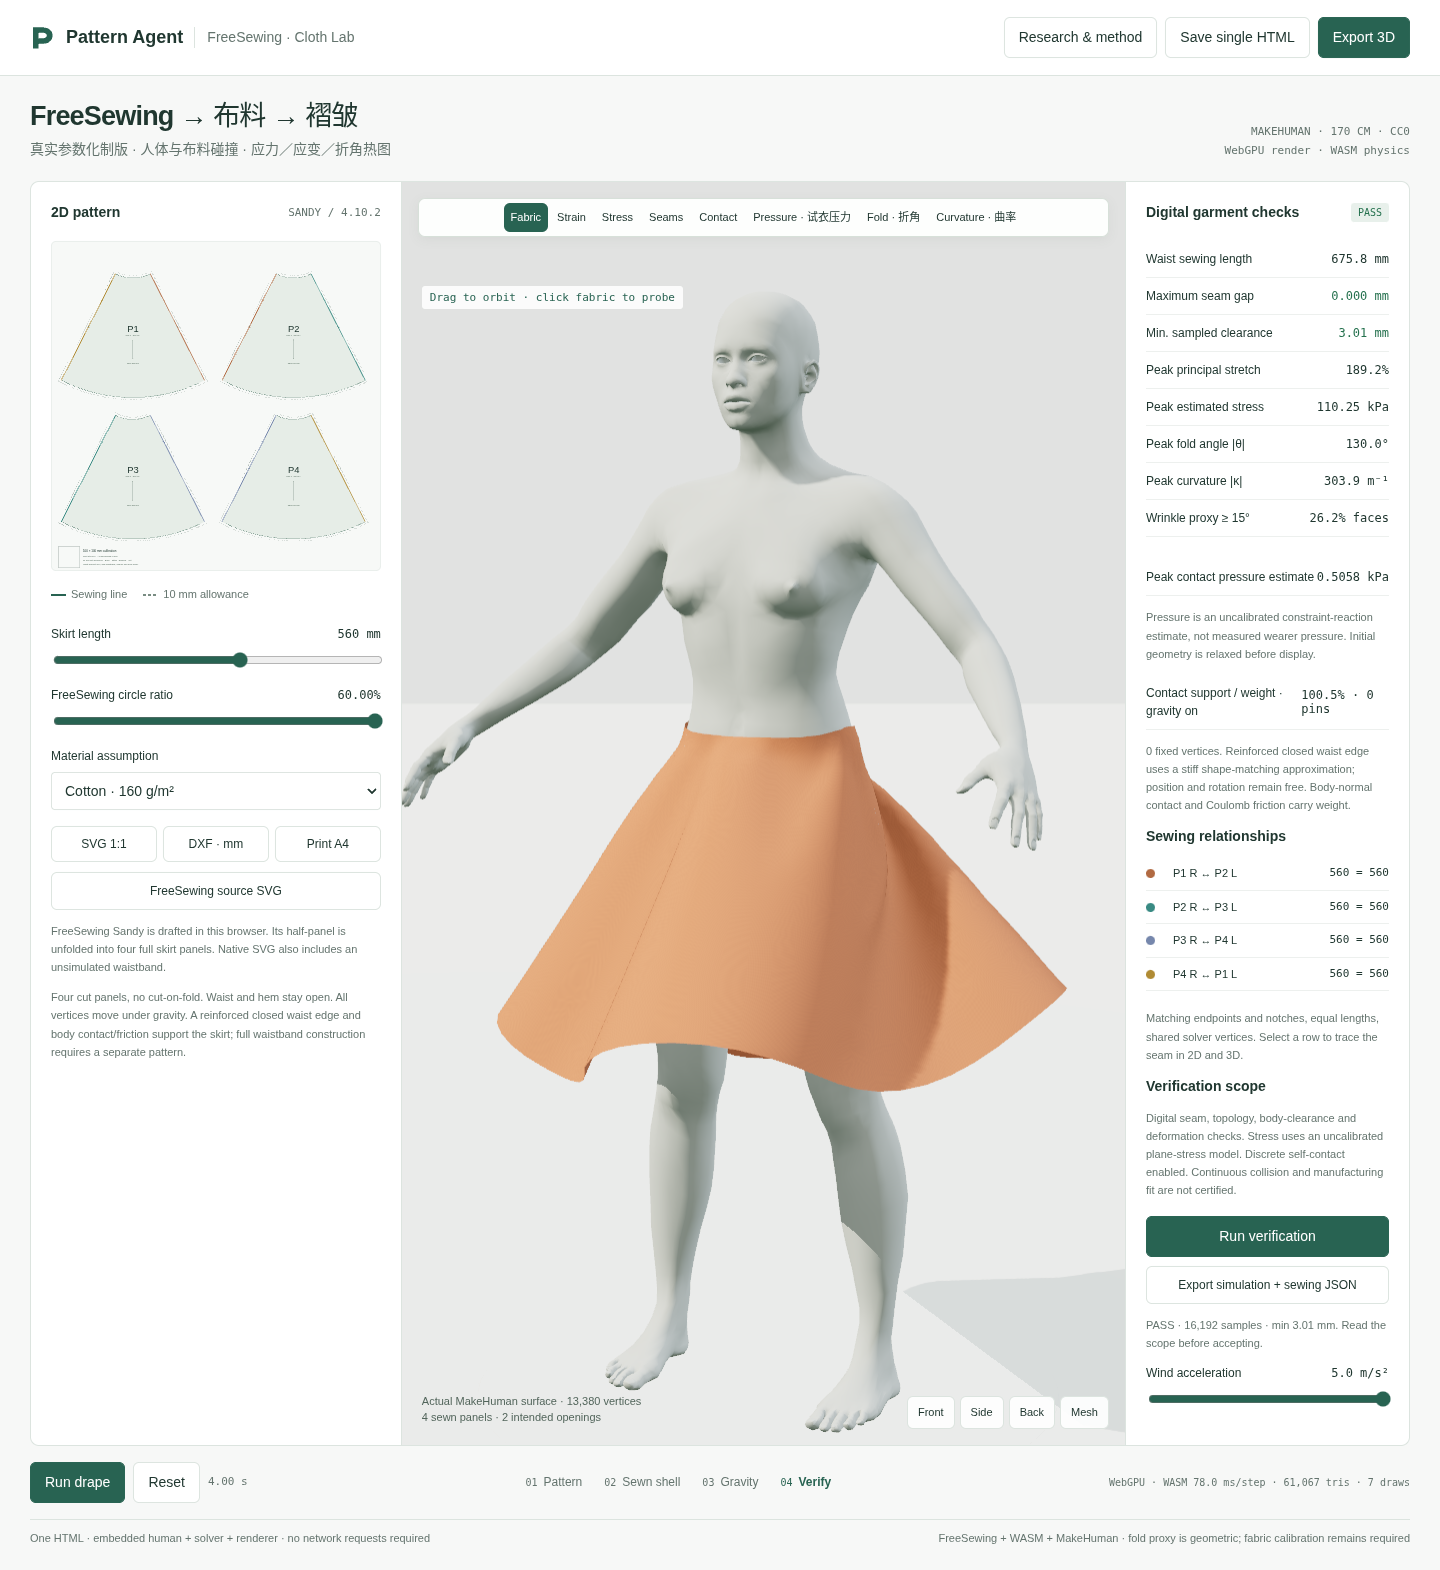 Pattern Agent
FreeSewing · Cloth Lab
Research & method
Save single HTML
Export 3D
FreeSewing → 布料 → 褶皱
真实参数化制版 · 人体与布料碰撞 · 应力／应变／折角热图
MAKEHUMAN · 170 CM · CC0
WebGPU render · WASM physics
2D pattern
SANDY / 4.10.2
P1
P2
P3
P4
Sewing line
10 mm allowance
Skirt length
560 mm
FreeSewing circle ratio
60.00%
Material assumption
Cotton · 160 g/m²
SVG 1:1
DXF · mm
Print A4
FreeSewing source SVG
FreeSewing Sandy is drafted in this browser. Its half-panel is
unfolded into four full skirt panels. Native SVG also includes an
unsimulated waistband.
Four cut panels, no cut-on-fold. Waist and hem stay open. All
vertices move under gravity. A reinforced closed waist edge and
body contact/friction support the skirt; full waistband construction
requires a separate pattern.
Fabric
Strain
Stress
Seams
Contact
Pressure · 试衣压力
Fold · 折角
Curvature · 曲率
Drag to orbit · click fabric to probe
Actual MakeHuman surface · 13,380 vertices
4 sewn panels · 2 intended openings
Front
Side
Back
Mesh
Digital garment checks
PASS
Waist sewing length
675.8 mm
Maximum seam gap
0.000 mm
Min. sampled clearance
3.01 mm
Peak principal stretch
189.2%
Peak estimated stress
110.25 kPa
Peak fold angle |θ|
130.0°
Peak curvature |κ|
303.9 m⁻¹
Wrinkle proxy ≥ 15°
26.2% faces
Peak contact pressure estimate
0.5058 kPa
Pressure is an uncalibrated constraint-reaction
estimate, not measured wearer pressure. Initial
geometry is relaxed before display.
Contact support / weight ·
gravity on
100.5% · 0
pins
0 fixed vertices. Reinforced closed waist edge
uses a stiff shape-matching approximation;
position and rotation remain free. Body-normal
contact and Coulomb friction carry weight.
Sewing relationships
P1 R ↔ P2 L
560 = 560
P2 R ↔ P3 L
560 = 560
P3 R ↔ P4 L
560 = 560
P4 R ↔ P1 L
560 = 560
Matching endpoints and notches, equal lengths,
shared solver vertices. Select a row to trace the
seam in 2D and 3D.
Verification scope
Digital seam, topology, body-clearance and
deformation checks. Stress uses an uncalibrated
plane-stress model. Discrete self-contact
enabled. Continuous collision and manufacturing
fit are not certified.
Run verification
Export simulation + sewing JSON
PASS · 16,192 samples · min 3.01 mm. Read the
scope before accepting.
Wind acceleration
5.0 m/s²
Run drape
Reset
4.00 s
01 Pattern
02 Sewn shell
03 Gravity
04 Verify
WebGPU · WASM 78.0 ms/step · 61,067 tris · 7 draws
One HTML · embedded human + solver + renderer · no network requests required
FreeSewing + WASM + MakeHuman · fold proxy is geometric; fabric calibration remains required